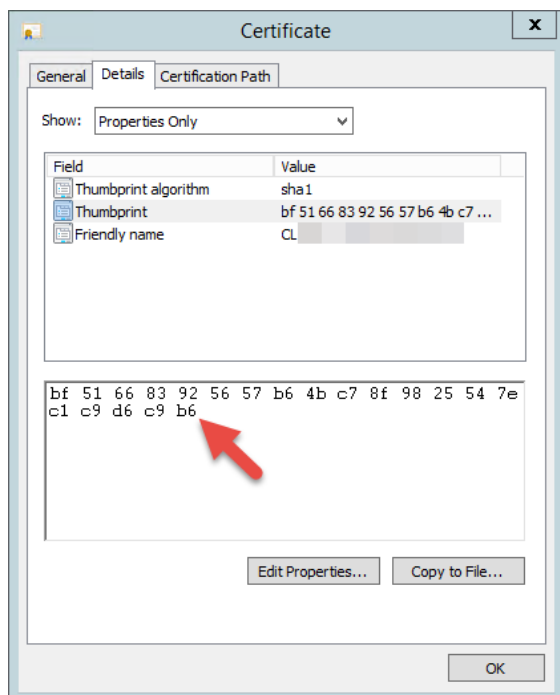 Certificate
x
General Details Certification Path
Show: Properties Only
Field Value
Thumbprint algorithm sha1
Thumbprint bf 51 66 83 92 56 57 b6 4b c7 ...
Friendly name CL
bf 51 66 83 92 56 57 b6 4b c7 8f 98 25 54 7e
c1 c9 d6 c9 b6
Edit Properties... Copy to File...
OK